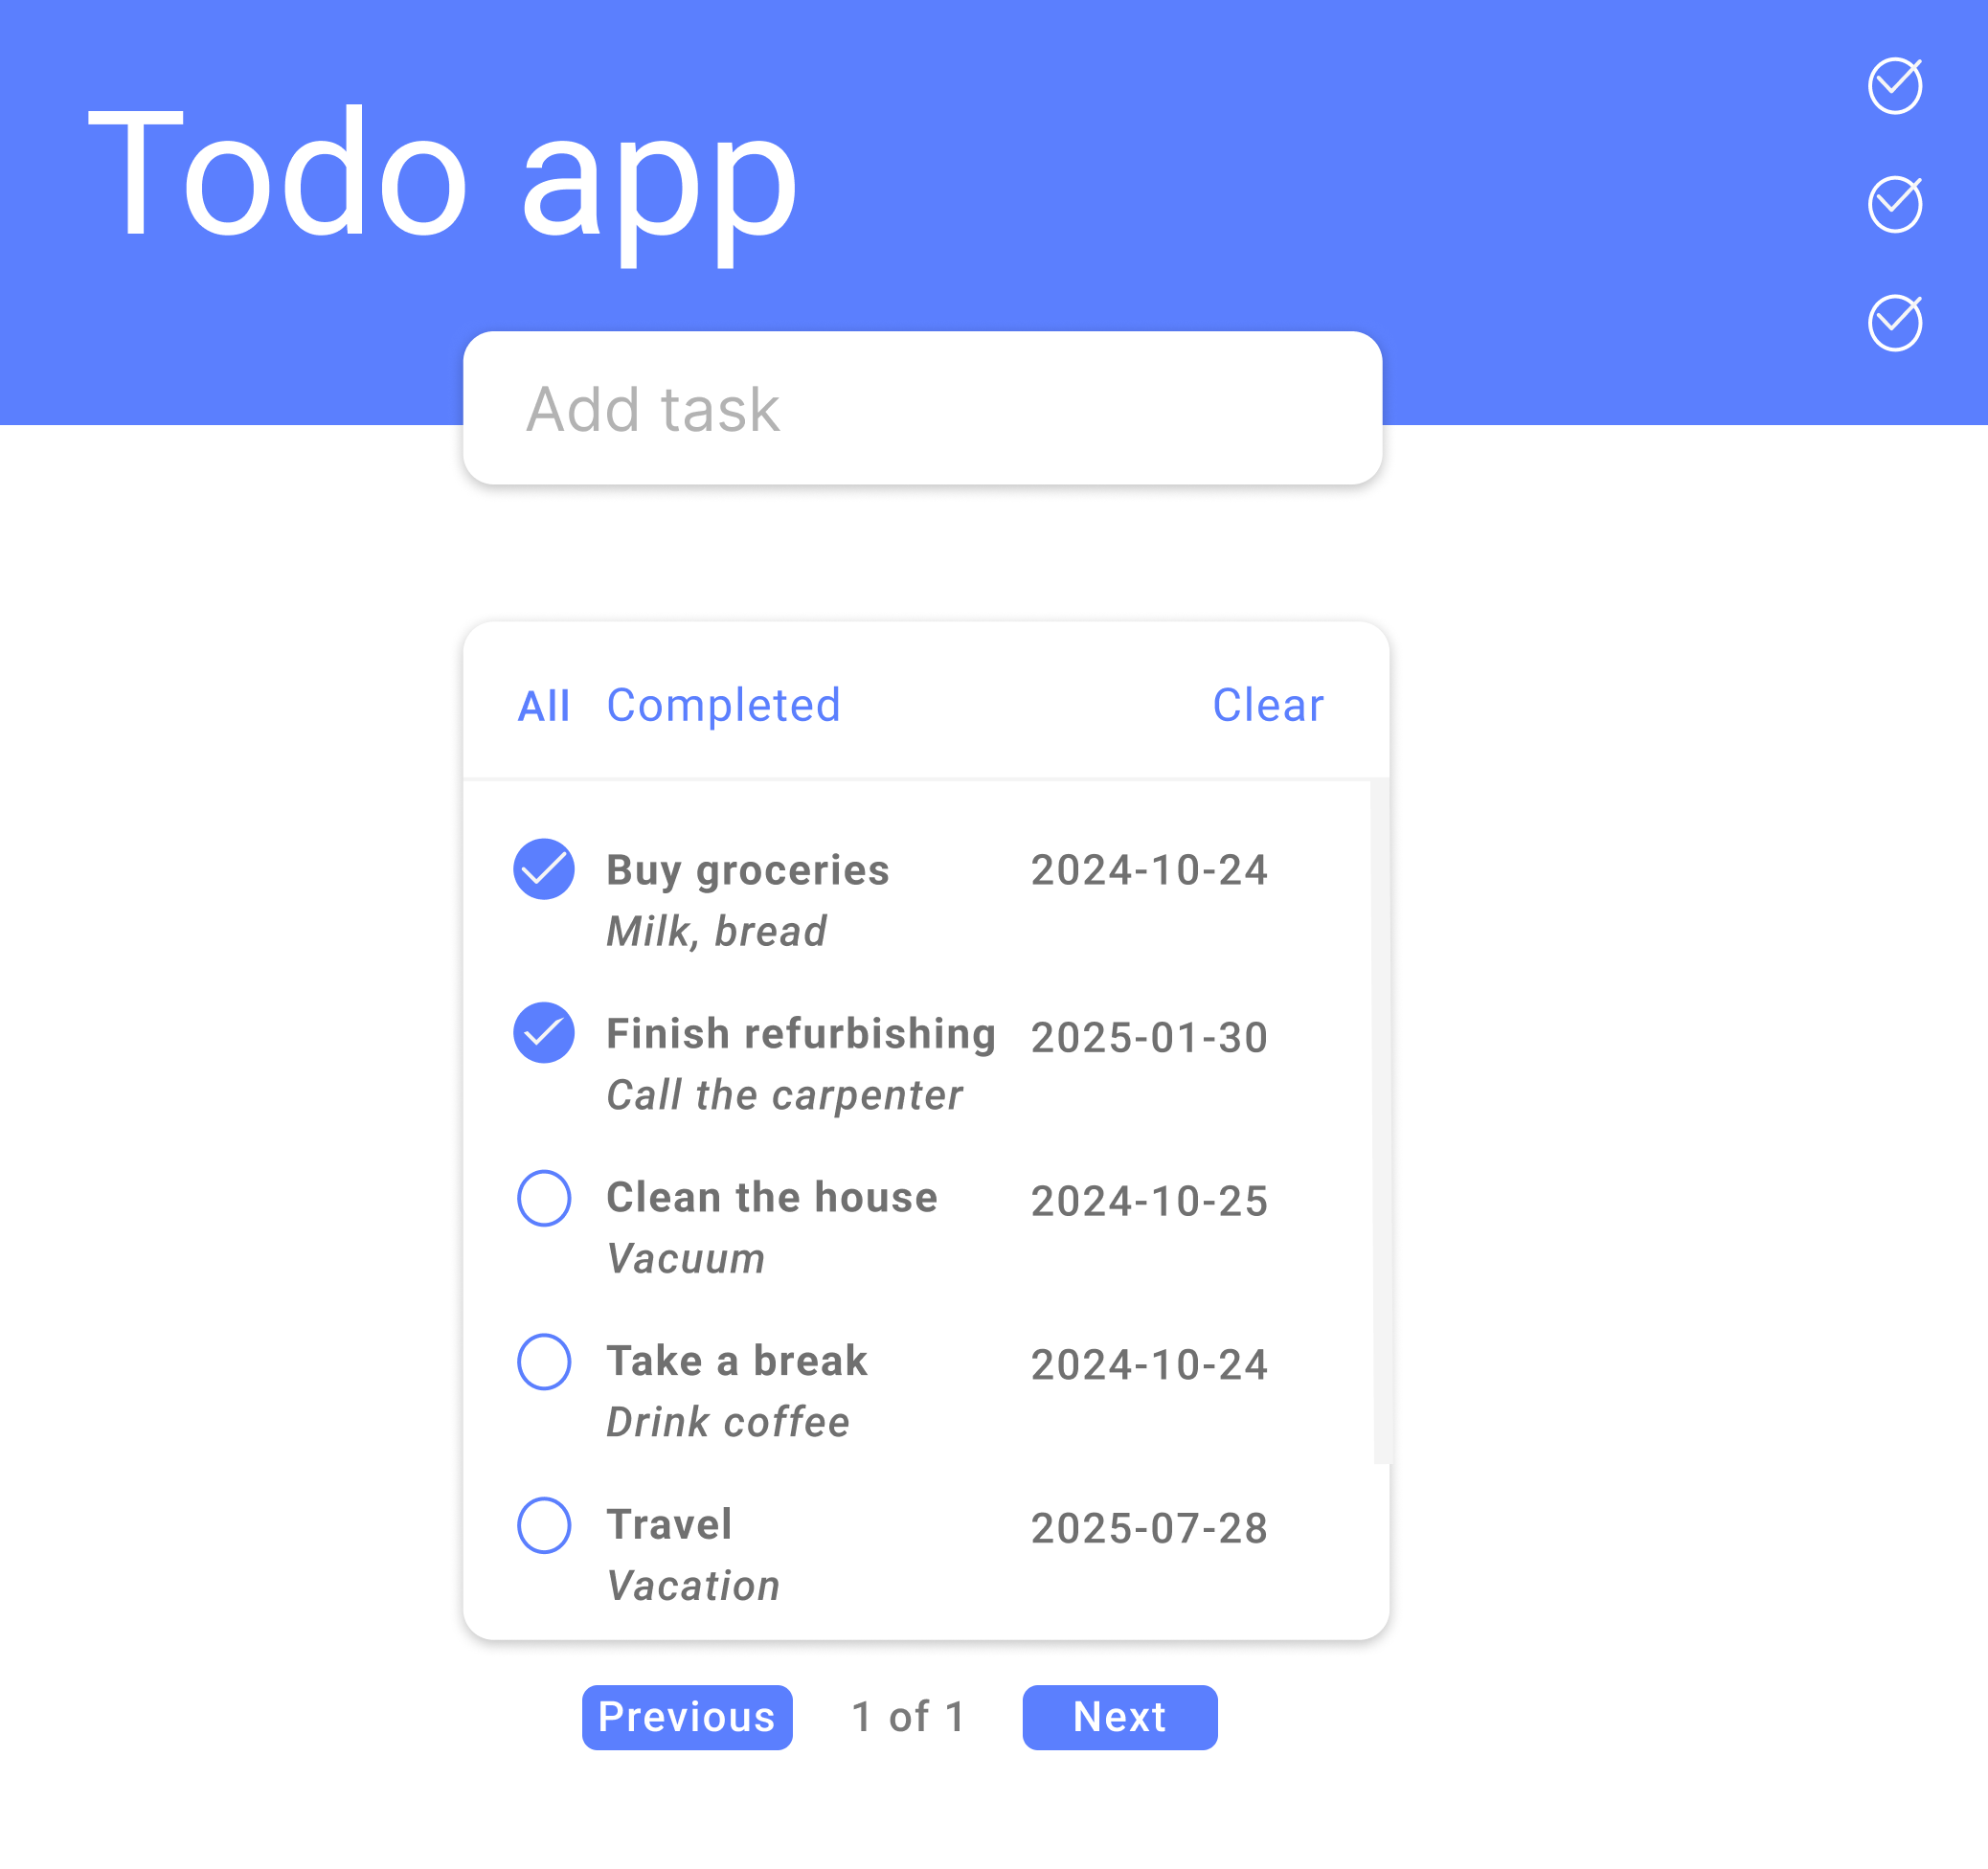 Todo app
Add task
All Completed Clear
Buy groceries 2024-10-24
Milk, bread
Finish refurbishing 2025-01-30
Call the carpenter
Clean the house 2024-10-25
Vacuum
Take a break 2024-10-24
Drink coffee
Travel 2025-07-28
Vacation
Previous 1 of 1 Next